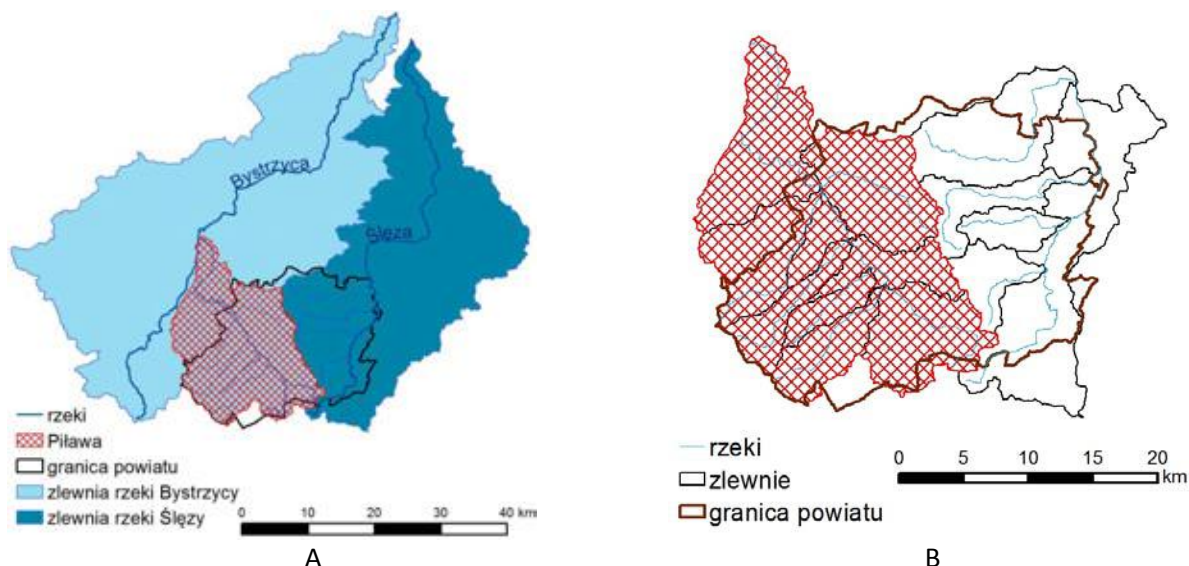 Bystrzyca
Ślęza
rzeki
Piława
granica powiatu
zlewnia rzeki Bystrzycy
zlewnia rzeki Ślęzy
0 10 20 30 40 km
A
rzeki
zlewnie
granica powiatu
0 5 10 15 20 km
B